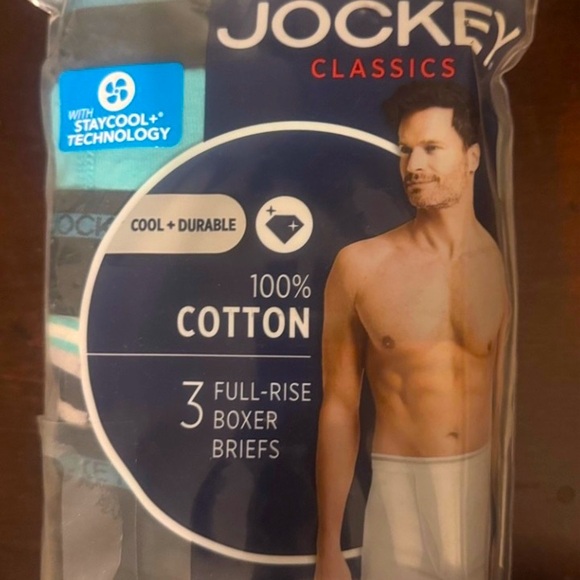 JOCKEY
CLASSICS
WITH
STAYCOOL+®
TECHNOLOGY
COOL + DURABLE
100%
COTTON
3 FULL-RISE
BOXER
BRIEFS